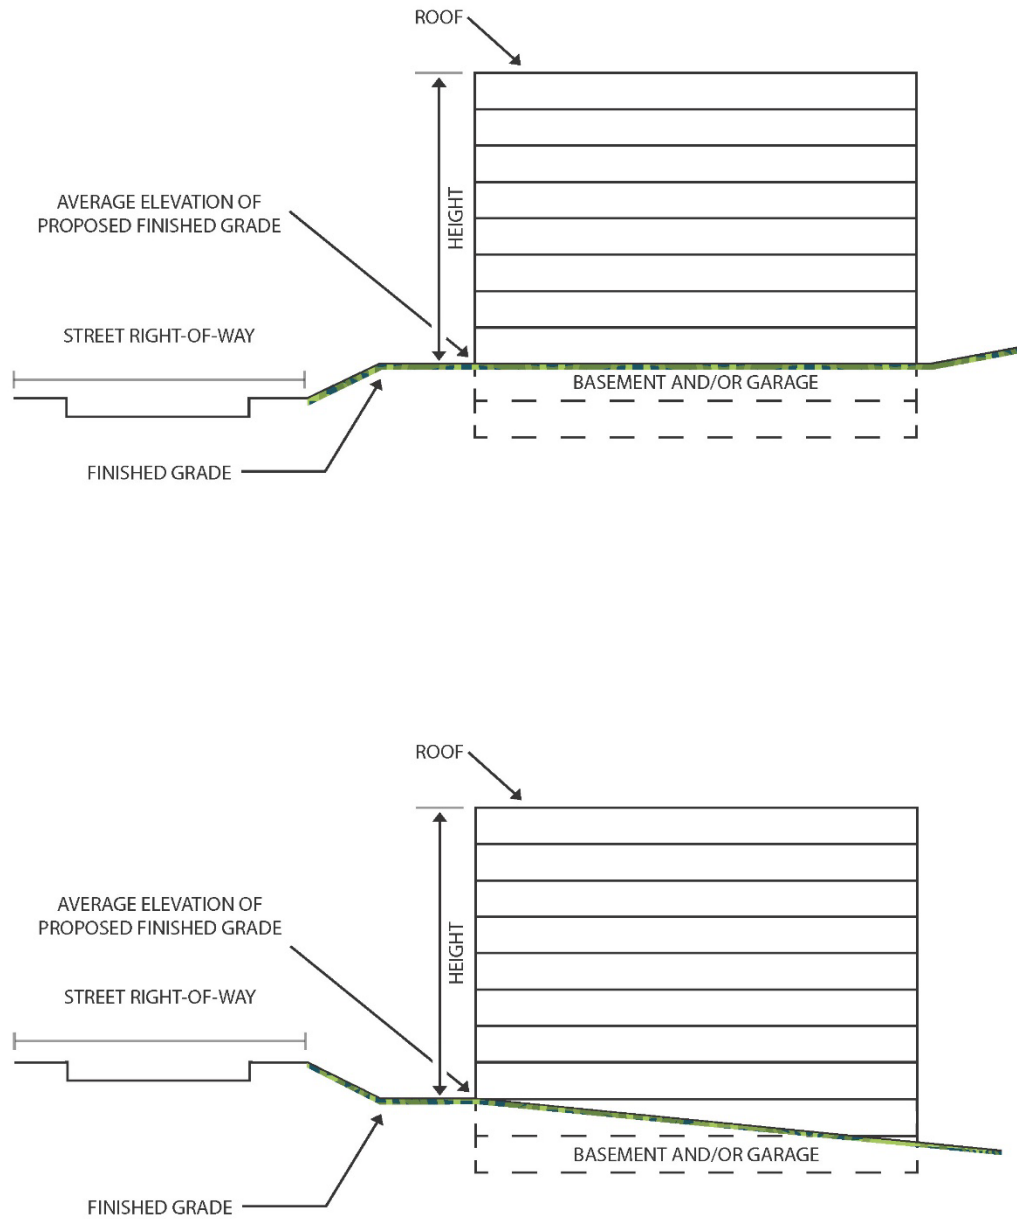 ROOF
AVERAGE ELEVATION OF
PROPOSED FINISHED GRADE
HEIGHT
STREET RIGHT-OF-WAY
BASEMENT AND/OR GARAGE
FINISHED GRADE
ROOF
AVERAGE ELEVATION OF
PROPOSED FINISHED GRADE
HEIGHT
STREET RIGHT-OF-WAY
BASEMENT AND/OR GARAGE
FINISHED GRADE